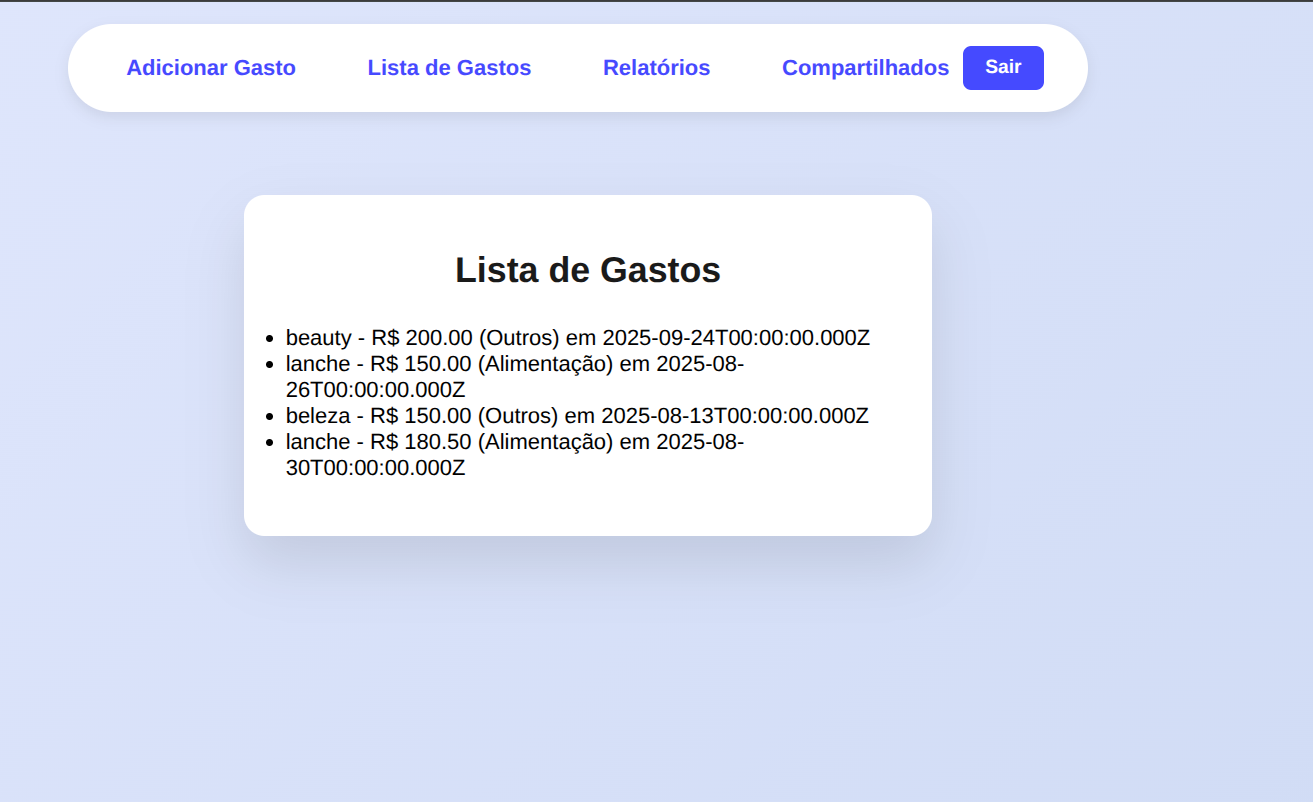 Adicionar Gasto Lista de Gastos Relatórios Compartilhados Sair
Lista de Gastos
beauty - R$ 200.00 (Outros) em 2025-09-24T00:00:00.000Z
lanche - R$ 150.00 (Alimentação) em 2025-08-
26T00:00:00.000Z
beleza - R$ 150.00 (Outros) em 2025-08-13T00:00:00.000Z
lanche - R$ 180.50 (Alimentação) em 2025-08-
30T00:00:00.000Z